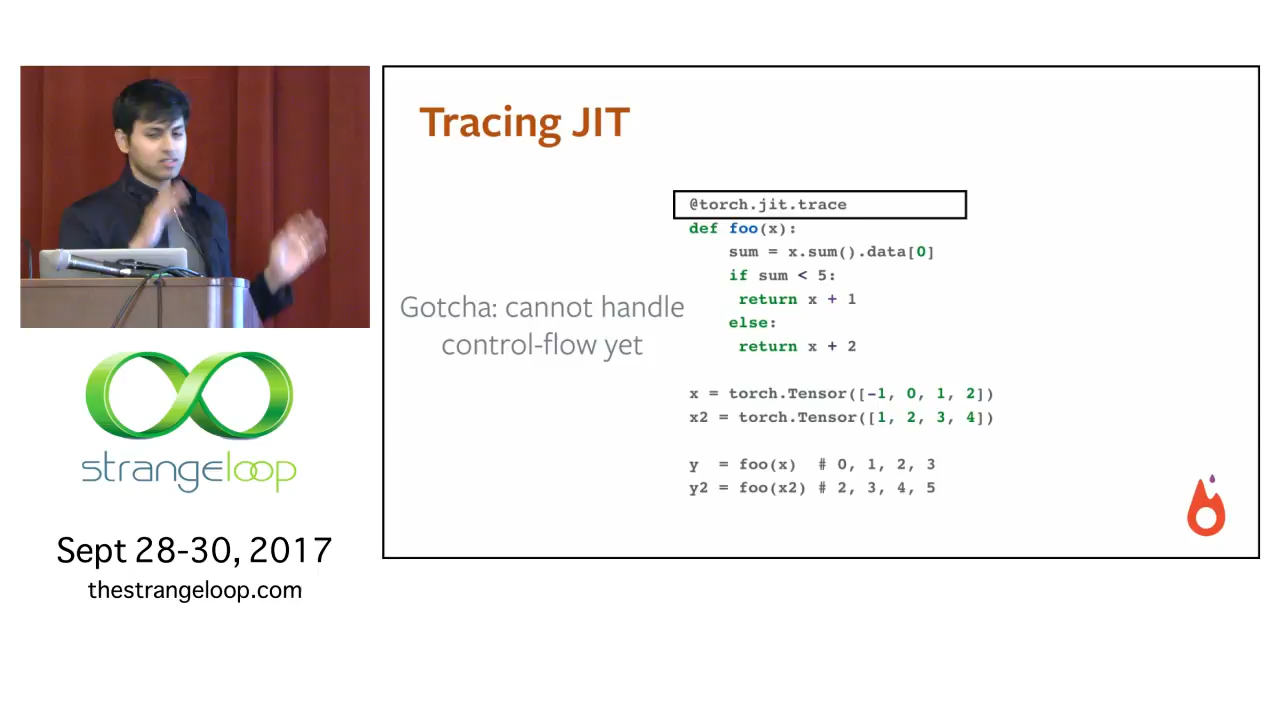 Tracing JIT
@torch.jit.trace
def foo(x):
sum = x.sum().data[0]
if sum < 5:
return x + 1
else:
return x + 2
Gotcha: cannot handle
control-flow yet
x = torch.Tensor([-1, 0, 1, 2])
x2 = torch.Tensor([1, 2, 3, 4])
y = foo(x) # 0, 1, 2, 3
y2 = foo(x2) # 2, 3, 4, 5
strangeloop
Sept 28-30, 2017
thestrangeloop.com